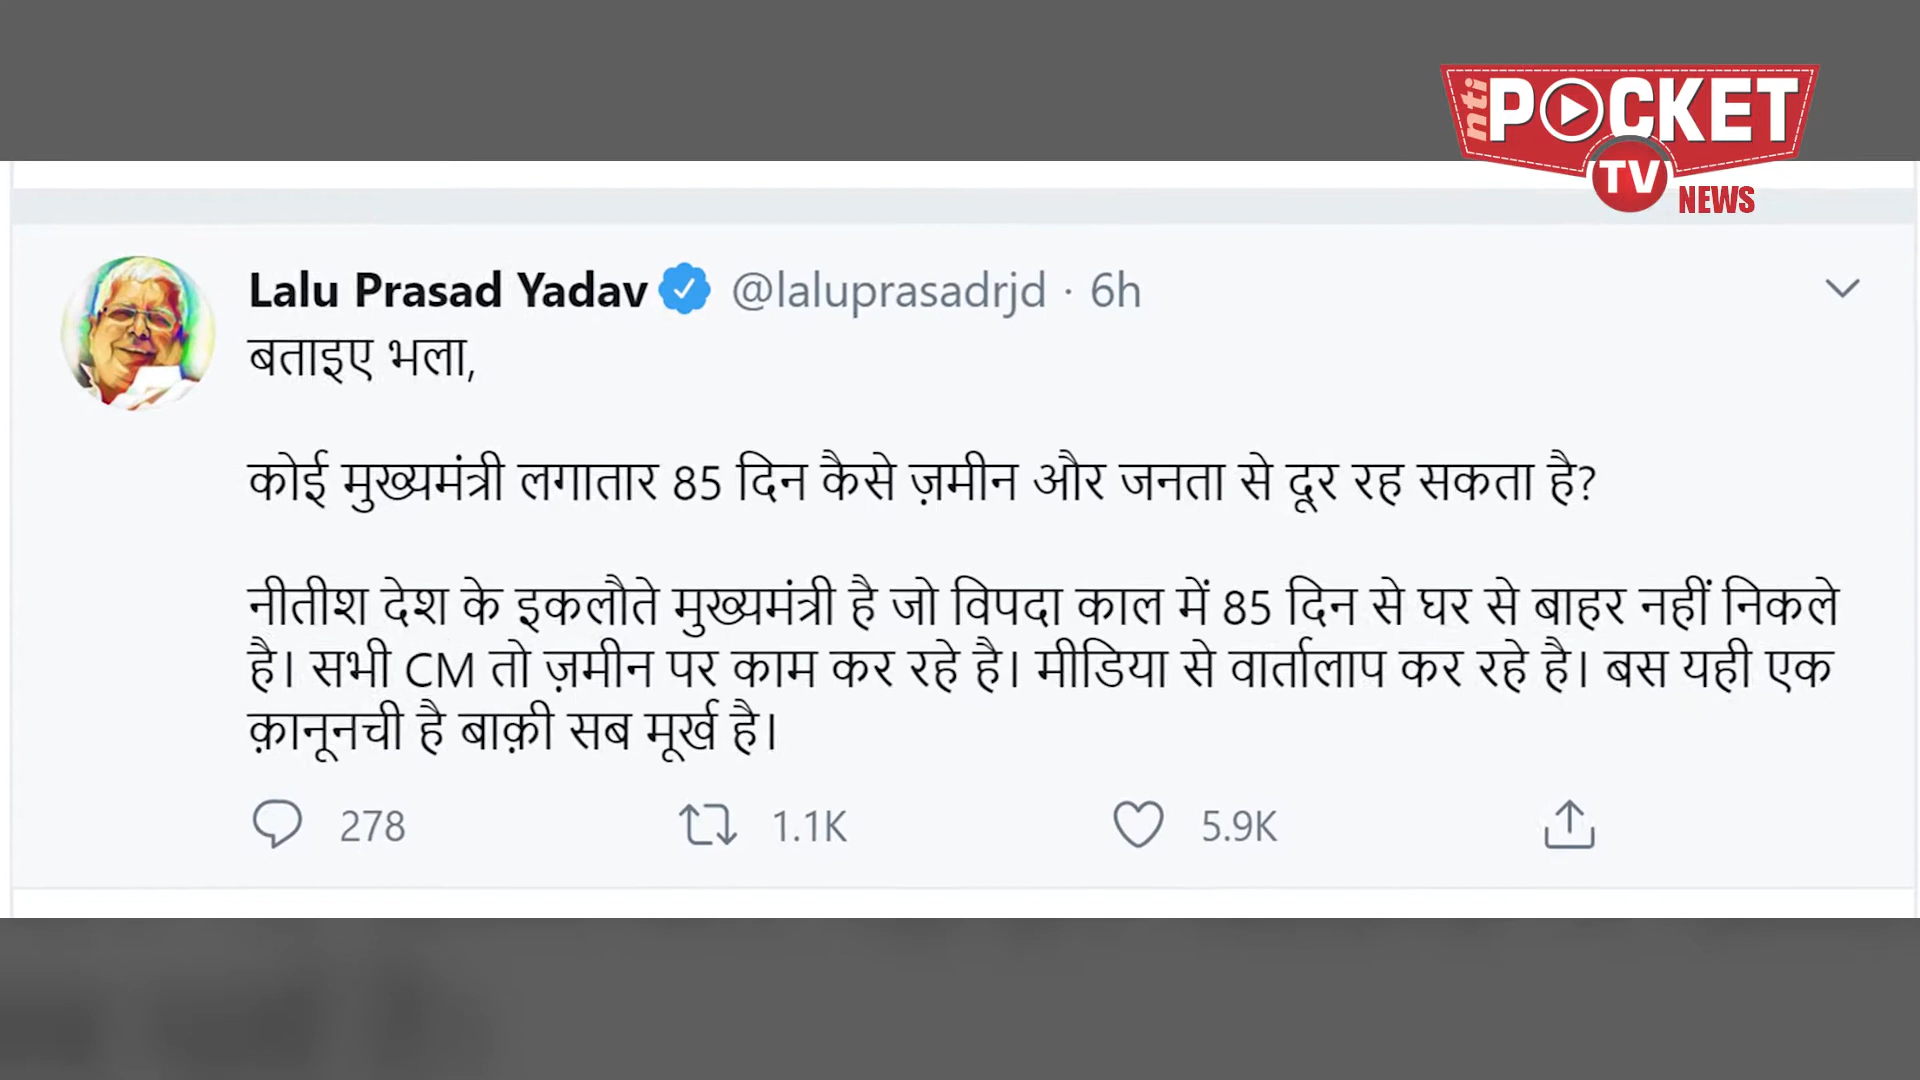 nti POCKET
TV NEWS
Lalu Prasad Yadav @laluprasadrjd · 6h
बताइए भला,
कोई मुख्यमंत्री लगातार 85 दिन कैसे ज़मीन और जनता से दूर रह सकता है?
नीतीश देश के इकलौते मुख्यमंत्री है जो विपदा काल में 85 दिन से घर से बाहर नहीं निकले
है। सभी CM तो ज़मीन पर काम कर रहे है। मीडिया से वार्तालाप कर रहे है। बस यही एक
क़ानूनची है बाक़ी सब मूर्ख है।
278 1.1K 5.9K